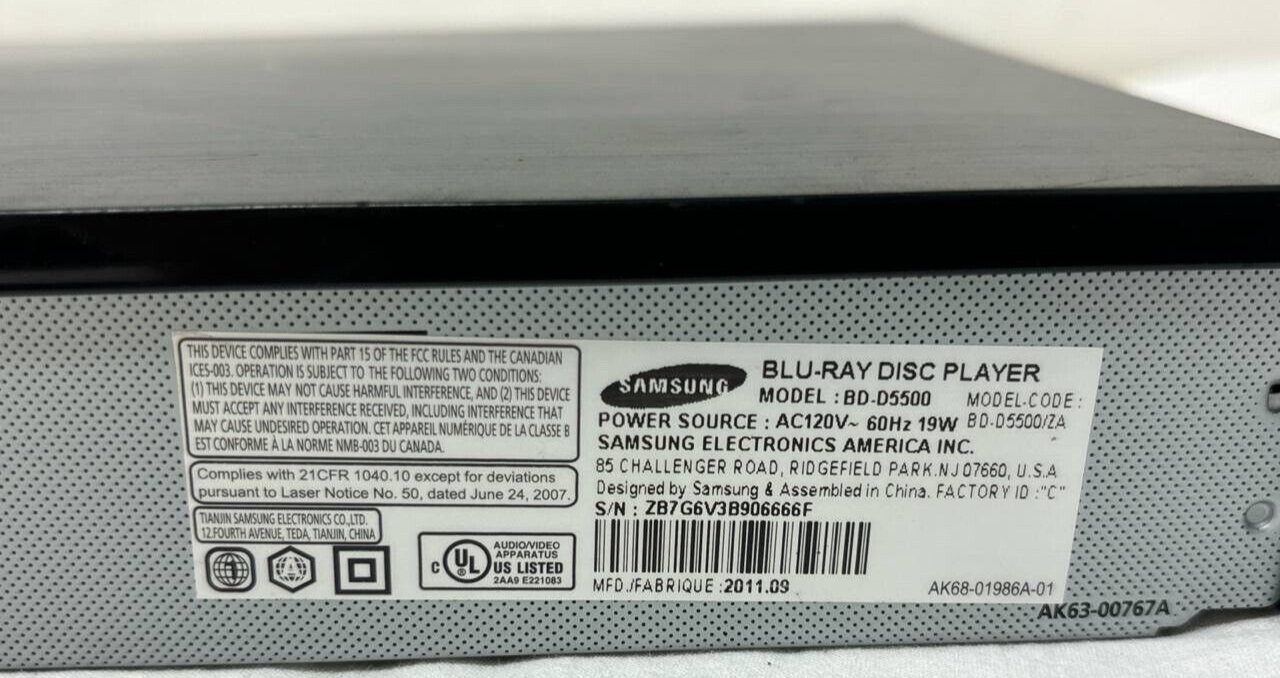 THIS DEVICE COMPLIES WITH PART 15 OF THE FCC RULES AND THE CANADIAN
ICES-003. OPERATION IS SUBJECT TO THE FOLLOWING TWO CONDITIONS:
(1) THIS DEVICE MAY NOT CAUSE HARMFUL INTERFERENCE, AND (2) THIS DEVICE
MUST ACCEPT ANY INTERFERENCE RECEIVED, INCLUDING INTERFERENCE THAT
MAY CAUSE UNDESIRED OPERATION. CET APPAREIL NUMÉRIQUE DE LA CLASSE B
EST CONFORME À LA NORME NMB-003 DU CANADA.
Complies with 21CFR 1040.10 except for deviations
pursuant to Laser Notice No. 50, dated June 24, 2007.
TIANJIN SAMSUNG ELECTRONICS CO.,LTD.
12.FOURTH AVENUE, TEDA, TIANJIN, CHINA
1
A
C UL US LISTED
AUDIO/VIDEO
APPARATUS
2AA9 E221083
SAMSUNG
BLU-RAY DISC PLAYER
MODEL : BD-D5500 MODEL-CODE :
POWER SOURCE : AC120V~ 60Hz 19W BD-D5500/ZA
SAMSUNG ELECTRONICS AMERICA INC.
85 CHALLENGER ROAD, RIDGEFIELD PARK.NJ 07660, U.S.A
Designed by Samsung & Assembled in China. FACTORY ID :"C"
S/N : ZB7G6V3B906666F
MFD./FABRIQUE :2011.09
AK68-01986A-01
AK63-00767A